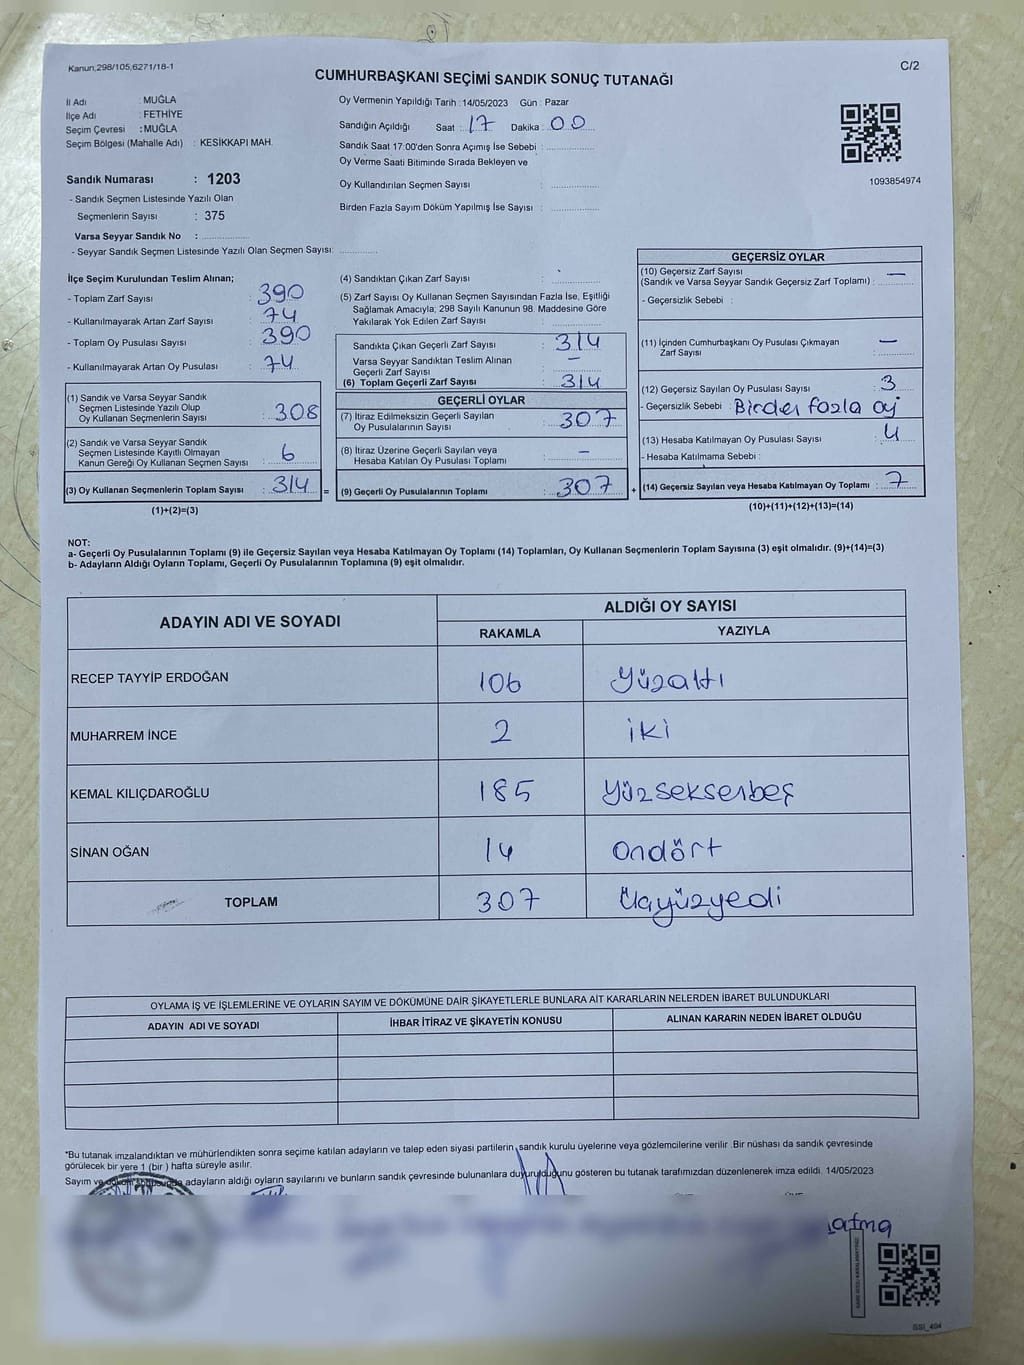 Kanun;298/105,6271/18-1
C/2
CUMHURBAŞKANI SEÇİMİ SANDIK SONUÇ TUTANAĞI
İl Adı : MUĞLA
İlçe Adı : FETHİYE
Seçim Çevresi : MUĞLA
Seçim Bölgesi (Mahalle Adı) : KESİKKAPI MAH.
Sandık Numarası : 1203
- Sandık Seçmen Listesinde Yazılı Olan
Seçmenlerin Sayısı : 375
Varsa Seyyar Sandık No :
- Seyyar Sandık Seçmen Listesinde Yazılı Olan Seçmen Sayısı:
Oy Vermenin Yapıldığı Tarih : 14/05/2023 Gün : Pazar
Sandığın Açıldığı Saat : 17 Dakika : 00
Sandık Saat 17:00'den Sonra Açımış İse Sebebi :
Oy Verme Saati Bitiminde Sırada Bekleyen ve
Oy Kullandırılan Seçmen Sayısı :
Birden Fazla Sayım Döküm Yapılmış İse Sayısı :
1093854974
İlçe Seçim Kurulundan Teslim Alınan;
- Toplam Zarf Sayısı : 390
- Kullanılmayarak Artan Zarf Sayısı : 74
- Toplam Oy Pusulası Sayısı : 390
- Kullanılmayarak Artan Oy Pusulası : 74
(1) Sandık ve Varsa Seyyar Sandık
Seçmen Listesinde Yazılı Olup
Oy Kullanan Seçmenlerin Sayısı : 308
(2) Sandık ve Varsa Seyyar Sandık
Seçmen Listesinde Kayıtlı Olmayan
Kanun Gereği Oy Kullanan Seçmen Sayısı : 6
(3) Oy Kullanan Seçmenlerin Toplam Sayısı : 314 =
(1)+(2)=(3)
(4) Sandıktan Çıkan Zarf Sayısı :
(5) Zarf Sayısı Oy Kullanan Seçmen Sayısından Fazla İse, Eşitliği
Sağlamak Amacıyla; 298 Sayılı Kanunun 98. Maddesine Göre
Yakılarak Yok Edilen Zarf Sayısı :
Sandıkta Çıkan Geçerli Zarf Sayısı : 314
Varsa Seyyar Sandıktan Teslim Alınan
Geçerli Zarf Sayısı : –
(6) Toplam Geçerli Zarf Sayısı : 314
GEÇERLİ OYLAR
(7) İtiraz Edilmeksizin Geçerli Sayılan
Oy Pusulalarının Sayısı : 307
(8) İtiraz Üzerine Geçerli Sayılan veya
Hesaba Katılan Oy Pusulası Toplamı : –
(9) Geçerli Oy Pusulalarının Toplamı : 307 +
GEÇERSİZ OYLAR
(10) Geçersiz Zarf Sayısı –
(Sandık ve Varsa Seyyar Sandık Geçersiz Zarf Toplamı) :
- Geçersizlik Sebebi :
(11) İçinden Cumhurbaşkanı Oy Pusulası Çıkmayan –
Zarf Sayısı :
(12) Geçersiz Sayılan Oy Pusulası Sayısı : 3
- Geçersizlik Sebebi : Birden fazla oy
(13) Hesaba Katılmayan Oy Pusulası Sayısı : 4
- Hesaba Katılmama Sebebi :
(14) Geçersiz Sayılan veya Hesaba Katılmayan Oy Toplamı : 7
(10)+(11)+(12)+(13)=(14)
NOT:
a- Geçerli Oy Pusulalarının Toplamı (9) ile Geçersiz Sayılan veya Hesaba Katılmayan Oy Toplamı (14) Toplamları, Oy Kullanan Seçmenlerin Toplam Sayısına (3) eşit olmalıdır. (9)+(14)=(3)
b- Adayların Aldığı Oyların Toplamı, Geçerli Oy Pusulalarının Toplamına (9) eşit olmalıdır.
ADAYIN ADI VE SOYADI
ALDIĞI OY SAYISI
RAKAMLA YAZIYLA
RECEP TAYYİP ERDOĞAN 106 Yüzaltı
MUHARREM İNCE 2 iki
KEMAL KILIÇDAROĞLU 185 Yüzseksenbeş
SİNAN OĞAN 14 Ondört
TOPLAM 307 Üçyüzyedi
OYLAMA İŞ VE İŞLEMLERİNE VE OYLARIN SAYIM VE DÖKÜMÜNE DAİR ŞİKAYETLERLE BUNLARA AİT KARARLARIN NELERDEN İBARET BULUNDUKLARI
ADAYIN ADI VE SOYADI İHBAR İTİRAZ VE ŞİKAYETİN KONUSU ALINAN KARARIN NEDEN İBARET OLDUĞU
*Bu tutanak imzalandıktan ve mühürlendikten sonra seçime katılan adayların ve talep eden siyasi partilerin sandık kurulu üyelerine veya gözlemcilerine verilir .Bir nüshası da sandık çevresinde
görülecek bir yere 1 (bir ) hafta süreyle asılır.
Sayım ve döküm sonucunda adayların aldığı oyların sayılarını ve bunların sandık çevresinde bulunanlara duyurulduğunu gösteren bu tutanak tarafımızdan düzenlenerek imza edildi. 14/05/2023